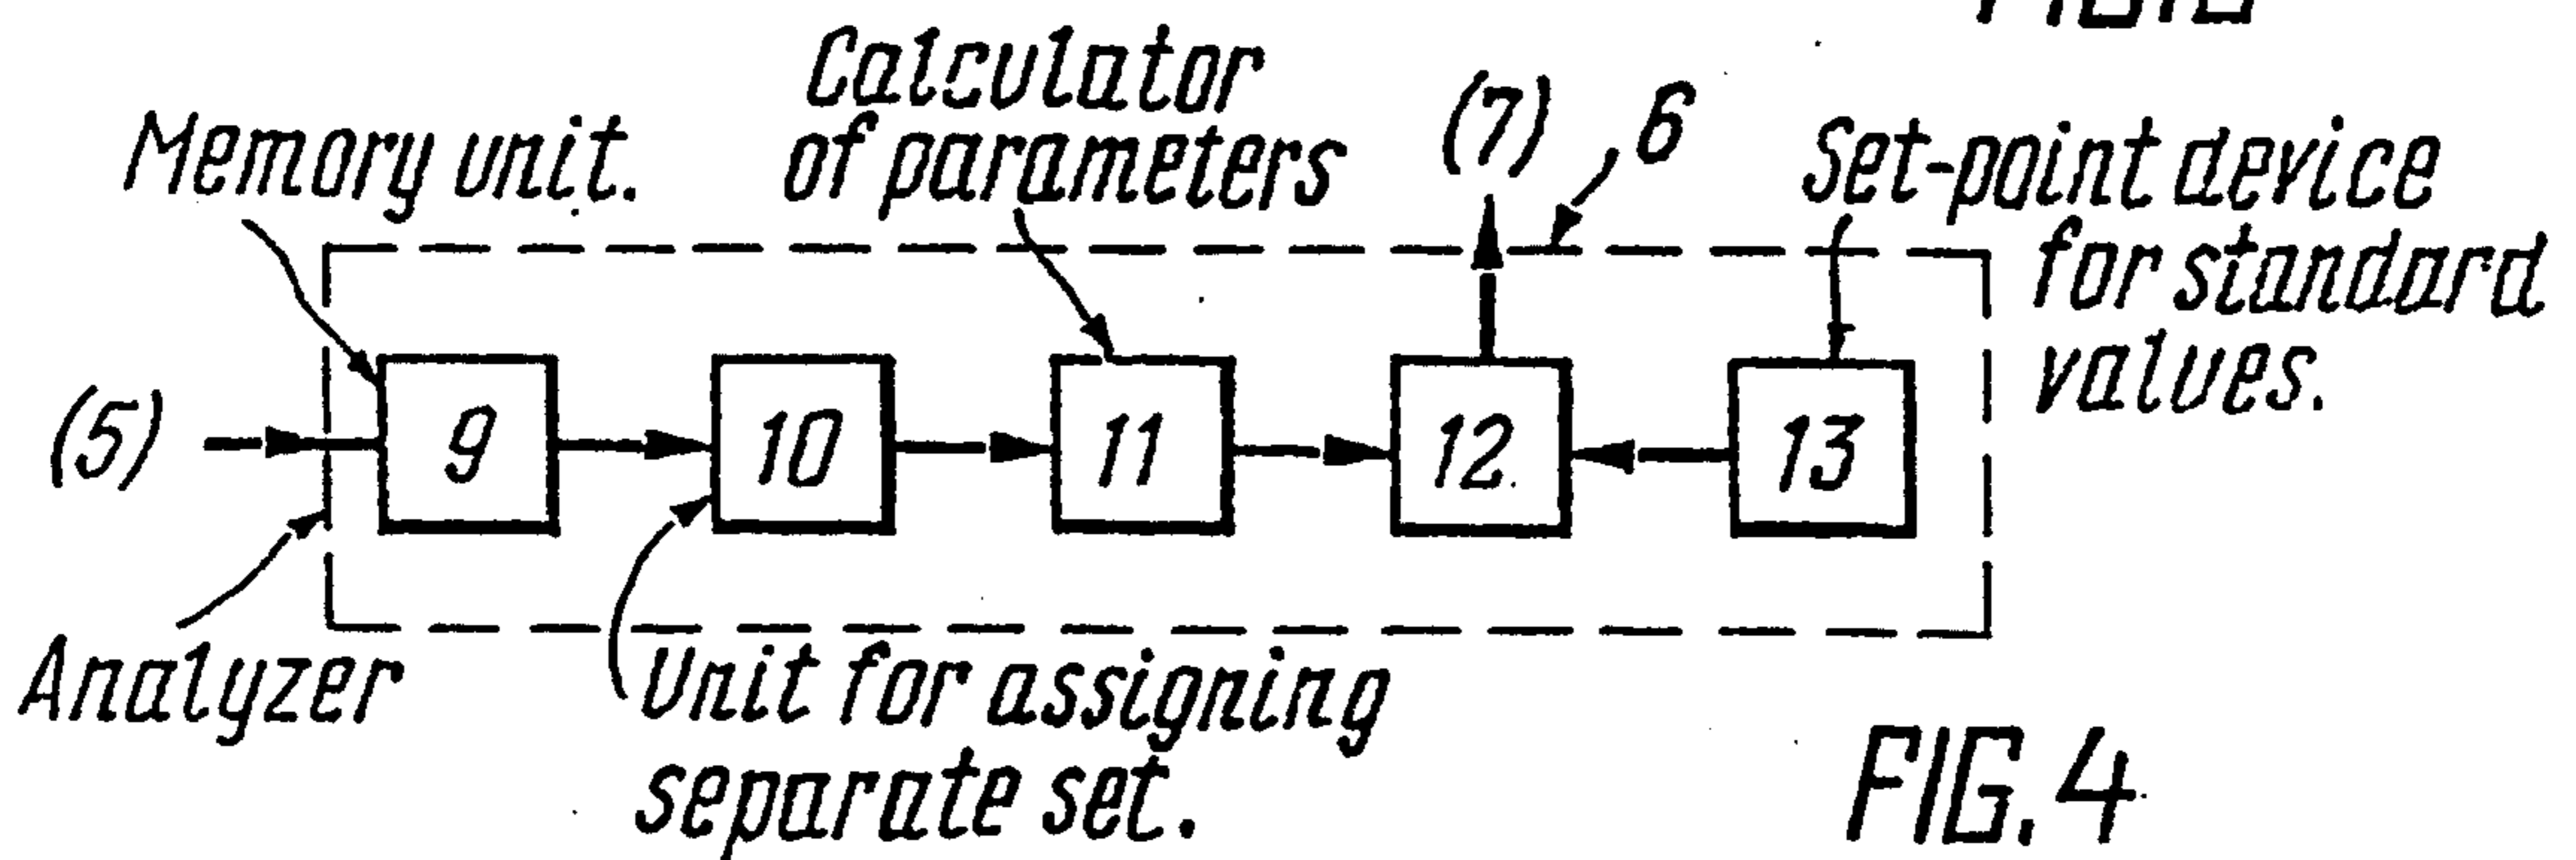 Calculator
of parameters
Memory unit.
(7)
6
Set-point device
for standard
values.
(5)
9
10
11
12
13
Analyzer
Unit for assigning
separate set.
FIG. 4